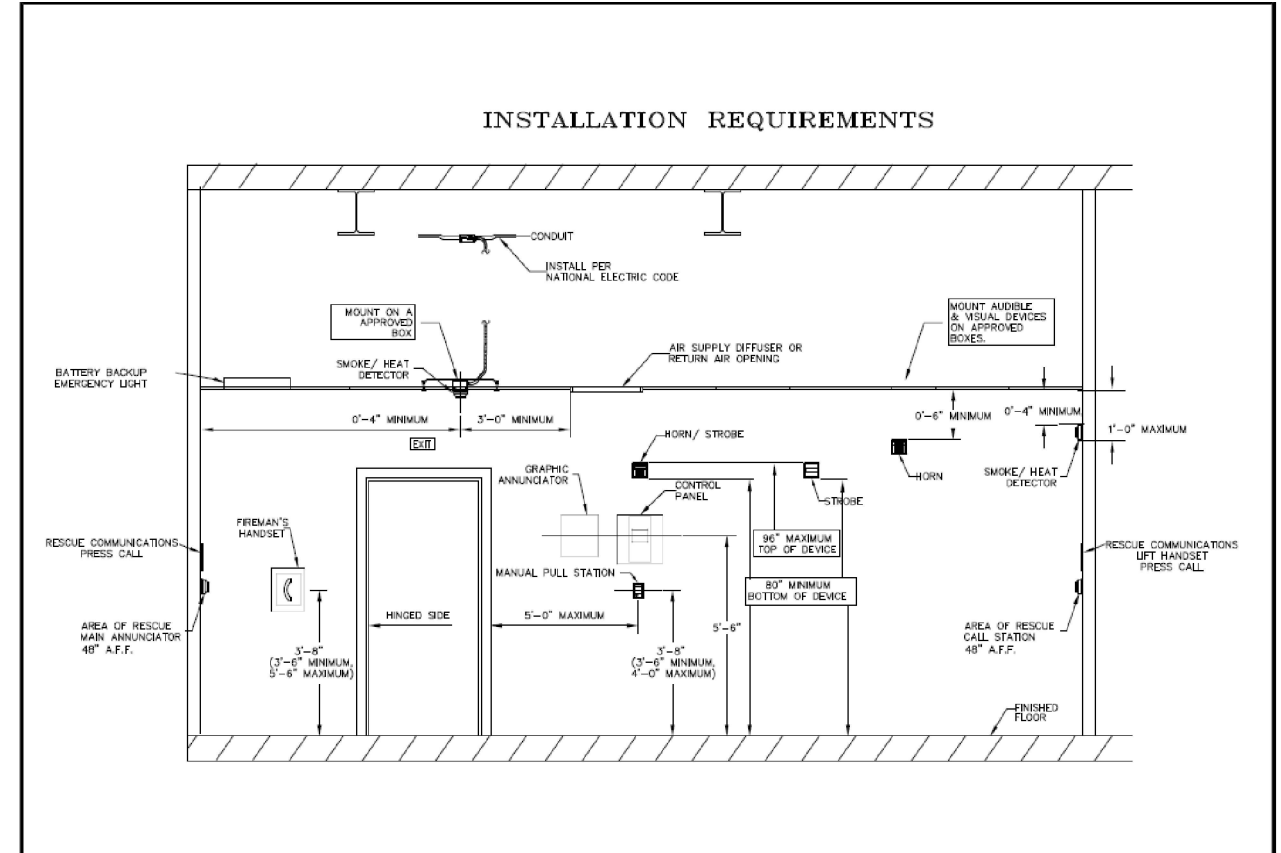 INSTALLATION REQUIREMENTS
CONDUIT
INSTALL PER
NATIONAL ELECTRIC CODE
MOUNT ON A
APPROVED
BOX
MOUNT AUDIBLE
& VISUAL DEVICES
ON APPROVED
BOXES.
AIR SUPPLY DIFFUSER OR
RETURN AIR OPENING
SMOKE/ HEAT
DETECTOR
BATTERY BACKUP
EMERGENCY LIGHT
0'-4" MINIMUM
3'-0" MINIMUM
0'-6" MINIMUM
0'-4" MINIMUM
1'-0" MAXIMUM
EXIT
HORN/ STROBE
GRAPHIC
ANNUNCIATOR
CONTROL
PANEL
STROBE
HORN
SMOKE/ HEAT
DETECTOR
FIREMAN'S
HANDSET
RESCUE COMMUNICATIONS
PRESS CALL
96" MAXIMUM
TOP OF DEVICE
RESCUE COMMUNICATIONS
LIFT HANDSET
PRESS CALL
MANUAL PULL STATION
80" MINIMUM
BOTTOM OF DEVICE
HINGED SIDE
5'-0" MAXIMUM
5'-6"
AREA OF RESCUE
MAIN ANNUNCIATOR
48" A.F.F.
AREA OF RESCUE
CALL STATION
48" A.F.F.
3'-8"
(3'-6" MINIMUM,
5'-6" MAXIMUM)
3'-8"
(3'-6" MINIMUM,
4'-0" MAXIMUM)
FINISHED
FLOOR